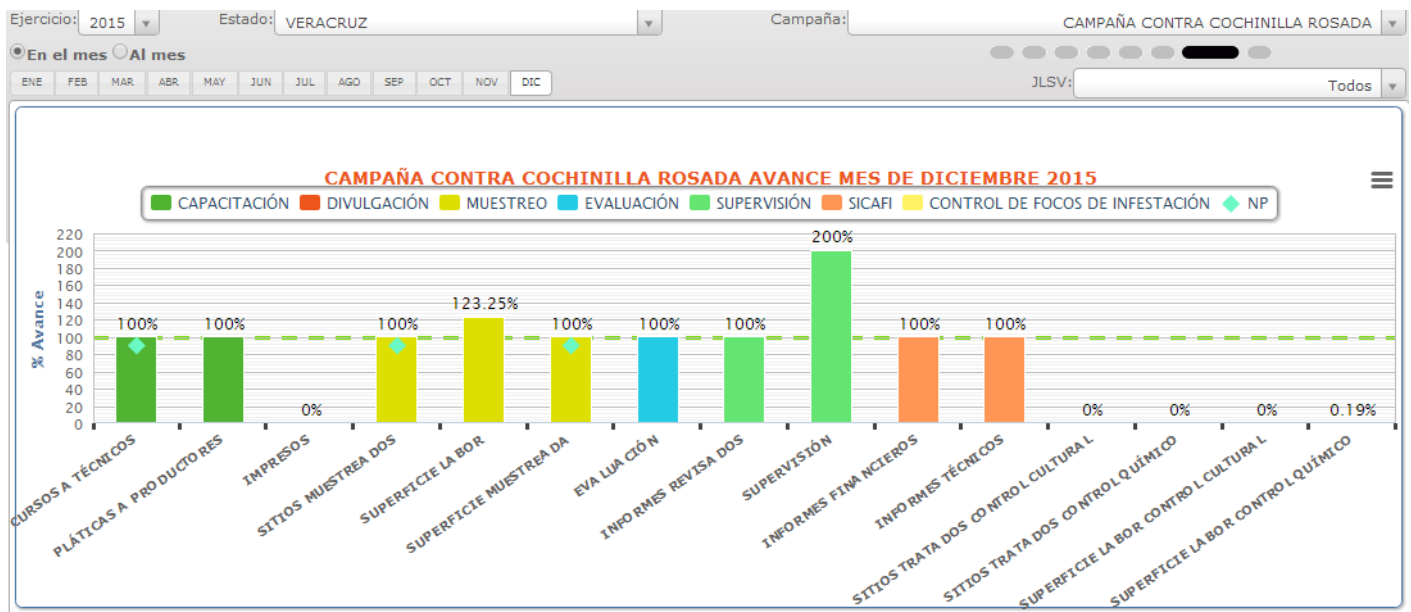 Ejercicio: 2015 Estado: VERACRUZ Campaña: CAMPAÑA CONTRA COCHINILLA ROSADA
En el mes Al mes
ENE FEB MAR ABR MAY JUN JUL AGO SEP OCT NOV DIC JLSV: Todos
CAMPAÑA CONTRA COCHINILLA ROSADA AVANCE MES DE DICIEMBRE 2015
CAPACITACIÓN DIVULGACIÓN MUESTREO EVALUACIÓN SUPERVISIÓN SICAFI CONTROL DE FOCOS DE INFESTACIÓN NP
% Avance
220
200
180
160
140
120
100
80
60
40
20
0
100% 100% 0% 100% 123.25% 100% 100% 100% 200% 100% 100% 0% 0% 0% 0.19%
CURSOS A TÉCNICOS
PLÁTICAS A PRODUCTORES
IMPRESOS
SITIOS MUESTREADOS
SUPERFICIE LABOR
SUPERFICIE MUESTREADA
EVALUACIÓN
INFORMES REVISADOS
SUPERVISIÓN
INFORMES FINANCIEROS
INFORMES TÉCNICOS
SITIOS TRATADOS CONTROL CULTURAL
SITIOS TRATADOS CONTROL QUÍMICO
SUPERFICIE LABOR CONTROL CULTURAL
SUPERFICIE LABOR CONTROL QUÍMICO